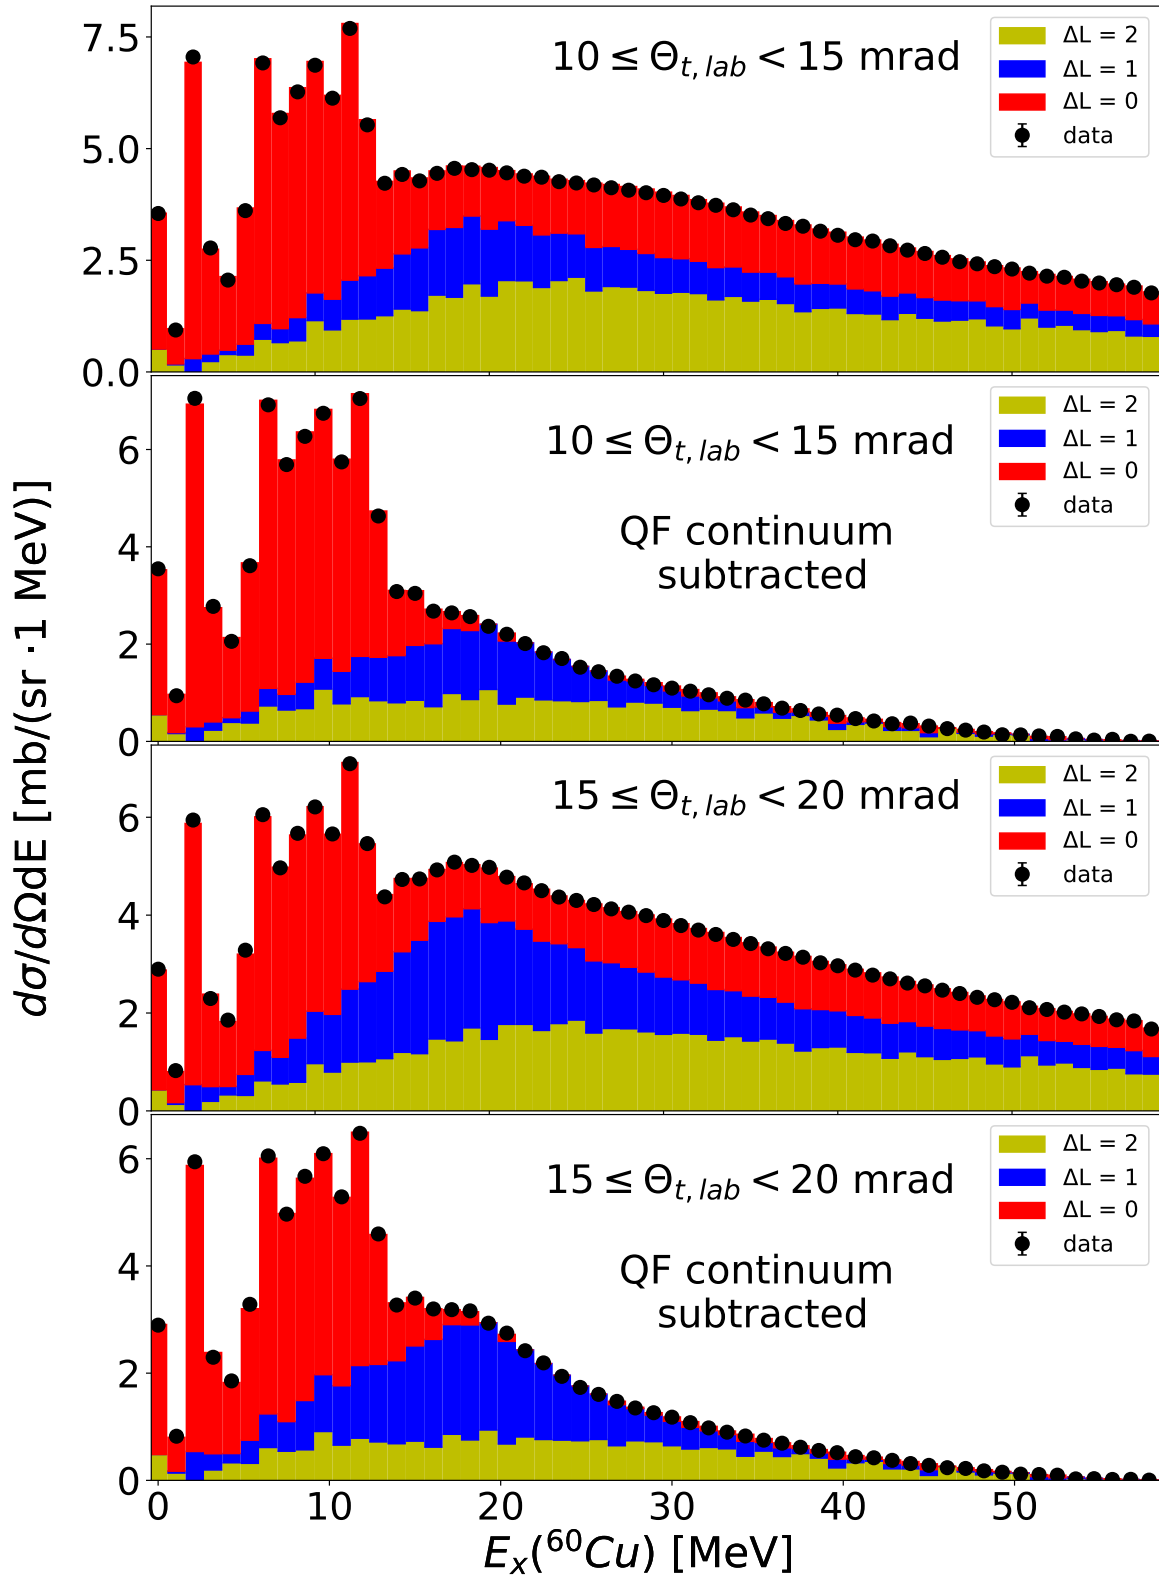 dσ/dΩdE [mb/(sr ·1 MeV)]
7.5
5.0
2.5
0.0
10 ≤ Θt, lab < 15 mrad
ΔL = 2
ΔL = 1
ΔL = 0
data
6
4
2
0
10 ≤ Θt, lab < 15 mrad
QF continuum
subtracted
ΔL = 2
ΔL = 1
ΔL = 0
data
6
4
2
0
15 ≤ Θt, lab < 20 mrad
ΔL = 2
ΔL = 1
ΔL = 0
data
6
4
2
0
15 ≤ Θt, lab < 20 mrad
QF continuum
subtracted
ΔL = 2
ΔL = 1
ΔL = 0
data
0 10 20 30 40 50
Ex(⁶⁰Cu) [MeV]